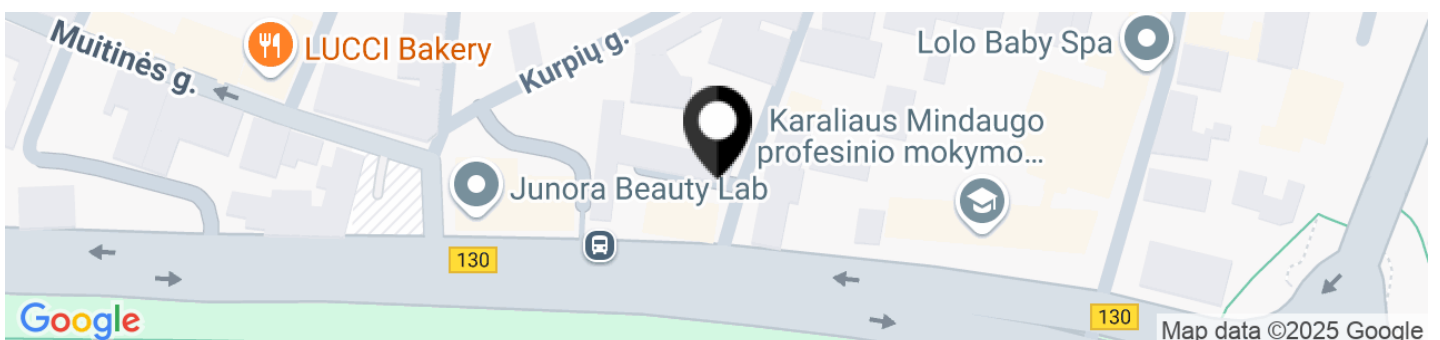 Muitinės g.
LUCCI Bakery
Kurpių g.
Lolo Baby Spa
Karaliaus Mindaugo
profesinio mokymo...
Junora Beauty Lab
130
130
Google
Map data ©2025 Google